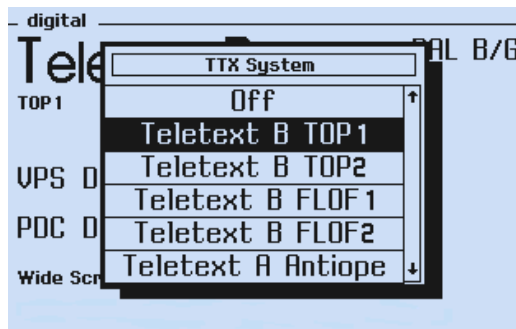 digital
Tele
PAL B/G
TTX System
TOP1
Off
Teletext B TOP1
Teletext B TOP2
VPS D
Teletext B FLOF1
PDC D
Teletext B FLOF2
Teletext A Antiope
Wide Scr